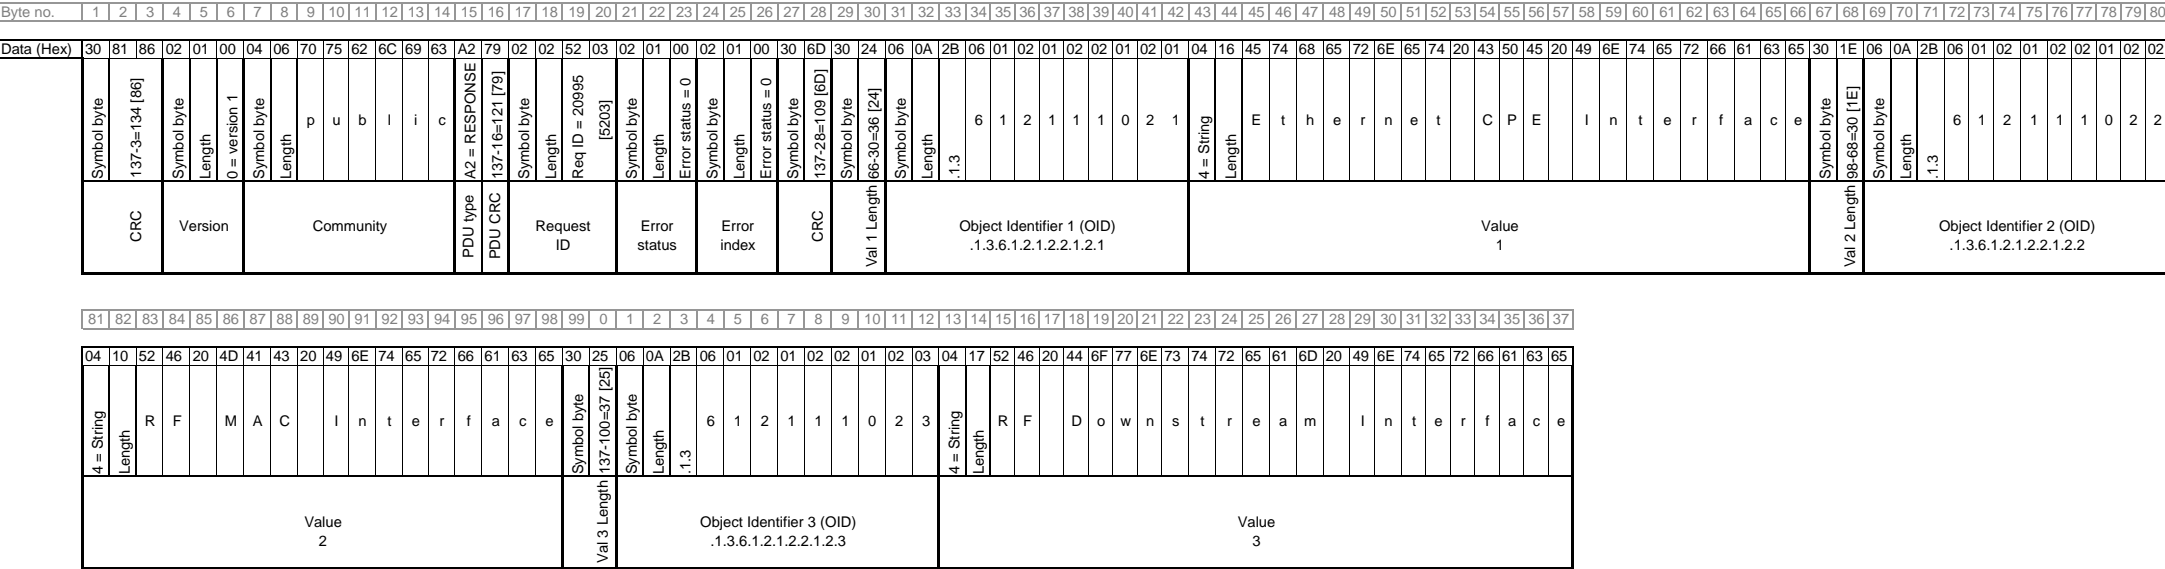 Byte no. 1 2 3 4 5 6 7 8 9 10 11 12 13 14 15 16 17 18 19 20 21 22 23 24 25 26 27 28 29 30 31 32 33 34 35 36 37 38 39 40 41 42 43 44 45 46 47 48 49 50 51 52 53 54 55 56 57 58 59 60 61 62 63 64 65 66 67 68 69 70 71 72 73 74 75 76 77 78 79 80
Data (Hex) 30 81 86 02 01 00 04 06 70 75 62 6C 69 63 A2 79 02 02 52 03 02 01 00 02 01 00 30 6D 30 24 06 0A 2B 06 01 02 01 02 02 01 02 01 04 16 45 74 68 65 72 6E 65 74 20 43 50 45 20 49 6E 74 65 72 66 61 63 65 30 1E 06 0A 2B 06 01 02 01 02 02 01 02 02
Symbol byte
137-3=134 [86]
Symbol byte
Length
0 = version 1
Symbol byte
Length
p u b l i c
A2 = RESPONSE
137-16=121 [79]
Symbol byte
Length
Req ID = 20995
[5203]
Symbol byte
Length
Error status = 0
Symbol byte
Length
Error status = 0
Symbol byte
137-28=109 [6D]
Symbol byte
66-30=36 [24]
Symbol byte
Length
.1.3
6 1 2 1 1 1 0 2 1
4 = String
Length
E t h e r n e t C P E I n t e r f a c e
Symbol byte
98-68=30 [1E]
Symbol byte
Length
.1.3
6 1 2 1 1 1 0 2 2
CRC
Version
Community
PDU type
PDU CRC
Request
ID
Error
status
Error
index
CRC
Val 1 Length
Object Identifier 1 (OID)
.1.3.6.1.2.1.2.2.1.2.1
Value
1
Val 2 Length
Object Identifier 2 (OID)
.1.3.6.1.2.1.2.2.1.2.2
81 82 83 84 85 86 87 88 89 90 91 92 93 94 95 96 97 98 99 0 1 2 3 4 5 6 7 8 9 10 11 12 13 14 15 16 17 18 19 20 21 22 23 24 25 26 27 28 29 30 31 32 33 34 35 36 37
04 10 52 46 20 4D 41 43 20 49 6E 74 65 72 66 61 63 65 30 25 06 0A 2B 06 01 02 01 02 02 01 02 03 04 17 52 46 20 44 6F 77 6E 73 74 72 65 61 6D 20 49 6E 74 65 72 66 61 63 65
4 = String
Length
R F M A C I n t e r f a c e
Symbol byte
137-100=37 [25]
Symbol byte
Length
.1.3
6 1 2 1 1 1 0 2 3
4 = String
Length
R F D o w n s t r e a m I n t e r f a c e
Value
2
Val 3 Length
Object Identifier 3 (OID)
.1.3.6.1.2.1.2.2.1.2.3
Value
3